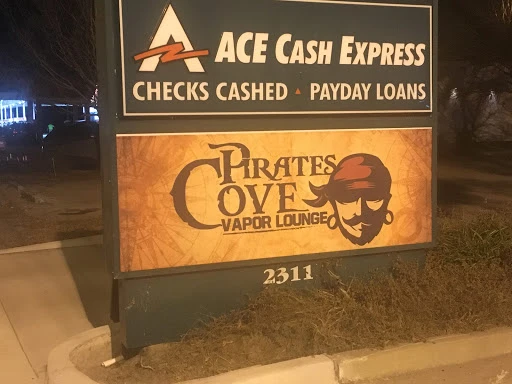 ACE CASH EXPRESS
CHECKS CASHED ▲ PAYDAY LOANS
PIRATES
COVE
VAPOR LOUNGE
2311